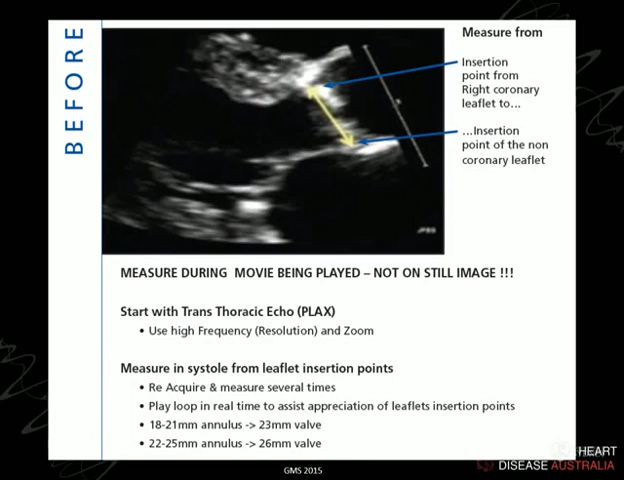 BEFORE
Measure from
Insertion
point from
Right coronary
leaflet to...
...Insertion
point of the non
coronary leaflet
MEASURE DURING MOVIE BEING PLAYED – NOT ON STILL IMAGE !!!
Start with Trans Thoracic Echo (PLAX)
• Use high Frequency (Resolution) and Zoom
Measure in systole from leaflet insertion points
• Re Acquire & measure several times
• Play loop in real time to assist appreciation of leaflets insertion points
• 18-21mm annulus -> 23mm valve
• 22-25mm annulus -> 26mm valve
GMS 2015
HEART
DISEASE AUSTRALIA